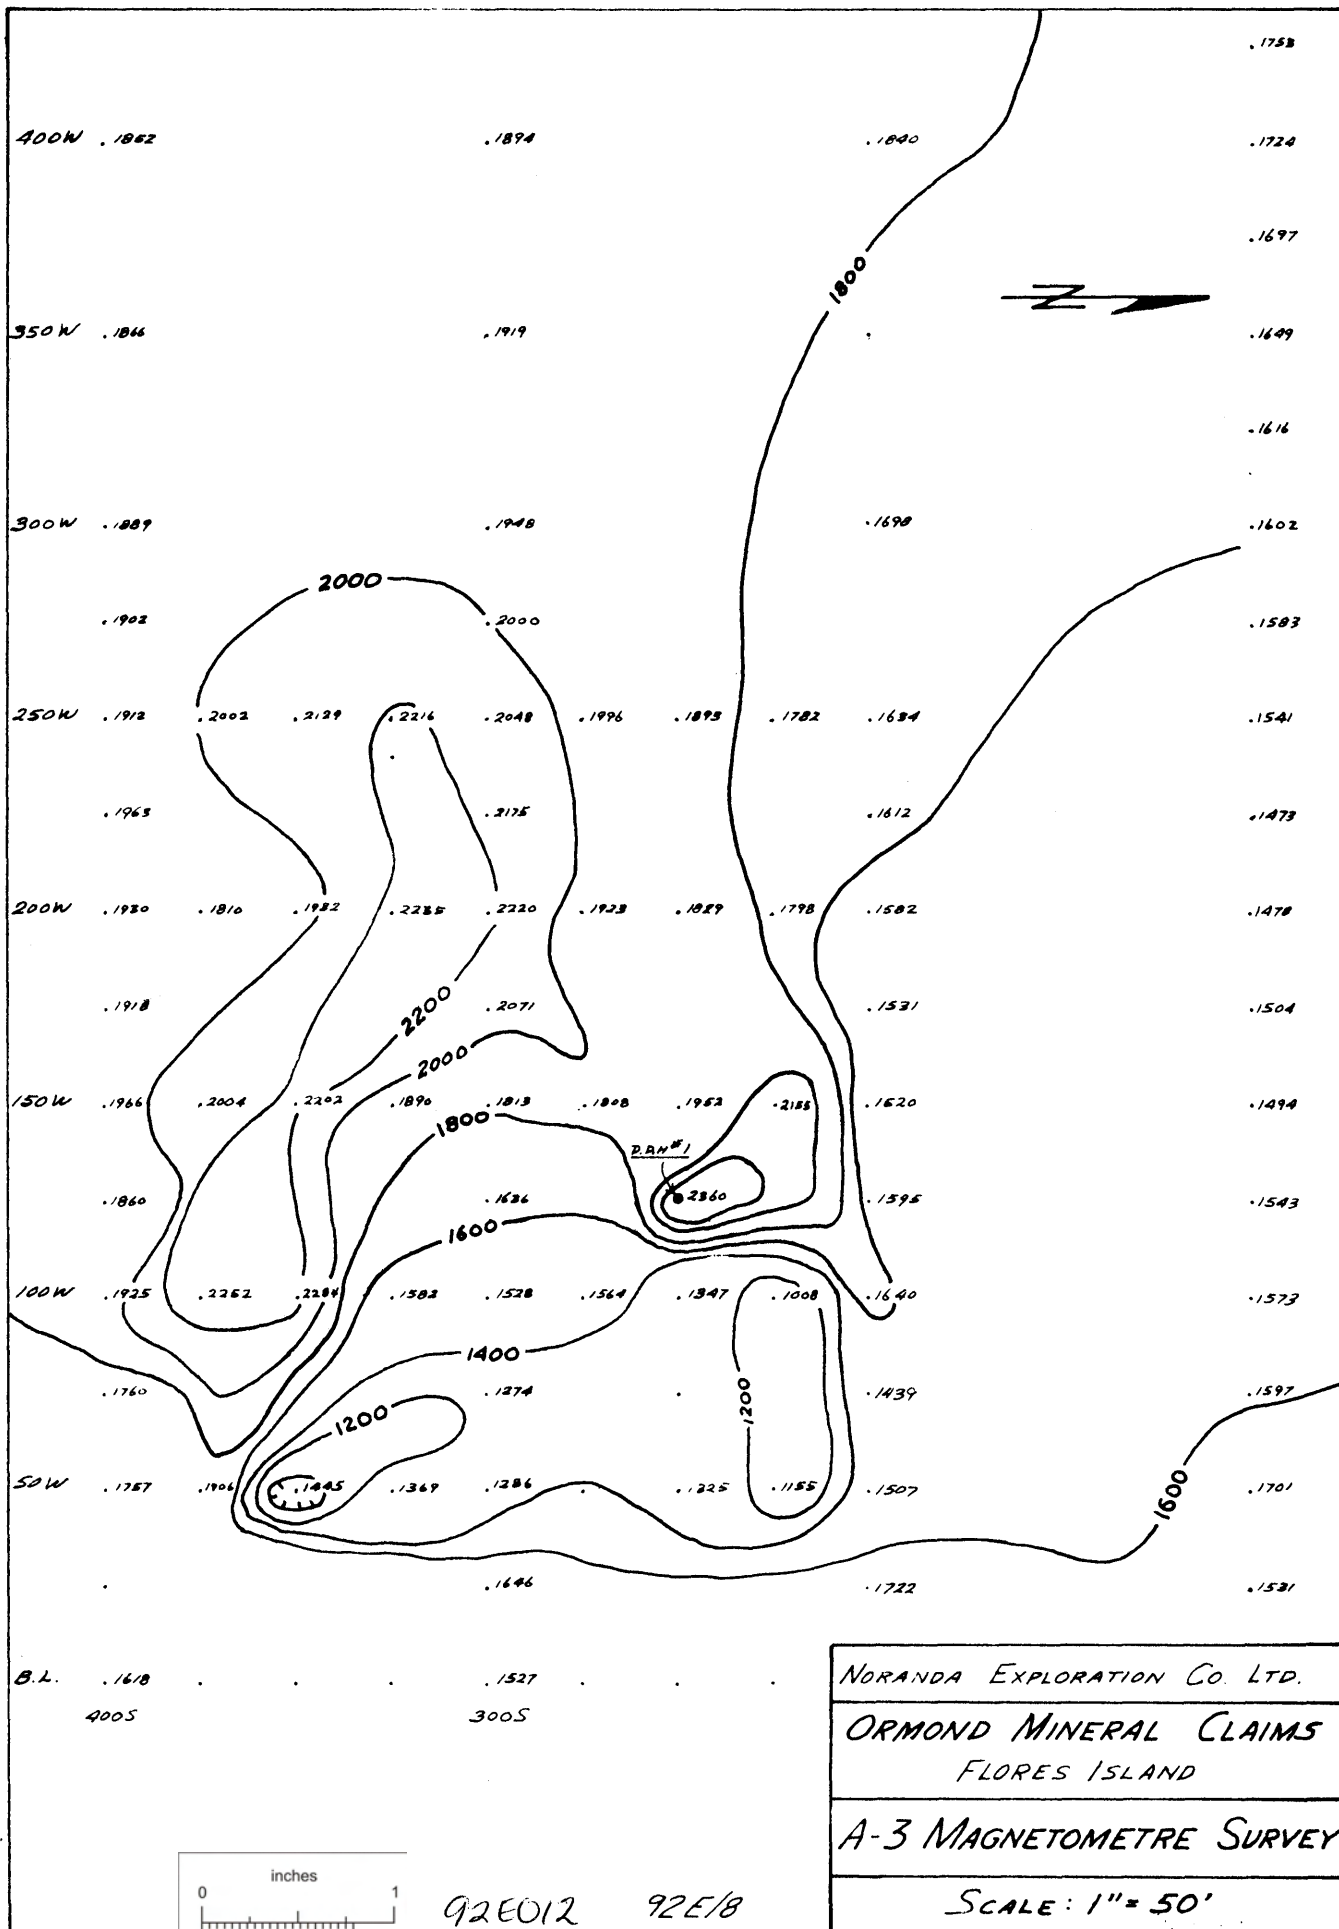 .1753
400W .1862 .1894 .1840 .1724
.1697
1800
350W .1866 .1919 .1649
.1616
300W .1889 .1948 .1698 .1602
2000
.1902 .2000 .1583
250W .1912 .2002 .2129 .2216 .2048 .1996 .1893 .1782 .1634 .1541
.1963 .2175 .1612 .1473
200W .1930 .1810 .1932 .2235 .2220 .1923 .1829 .1798 .1582 .1478
.1918 2200 .2071 .1531 .1504
2000
150W .1966 .2004 .2202 .1890 .1813 .1808 .1952 .2155 .1520 .1494
1800
D.D.H #1
.1860 .1636 2360 .1595 .1543
1600
100W .1925 .2252 .2284 .1582 .1528 .1564 .1347 .1008 .1640 .1573
1400
.1760 .1274 1200 .1439 .1597
1200
50W .1757 .1906 .1445 .1369 .1286 .1225 .1155 .1507 1600 .1701
.1646 .1722 .1531
B.L. .1618 .1527
400S 300S
NORANDA EXPLORATION CO. LTD.
ORMOND MINERAL CLAIMS
FLORES ISLAND
A-3 MAGNETOMETRE SURVEY
SCALE: 1"= 50'
inches
0 1
92E012 92E/8